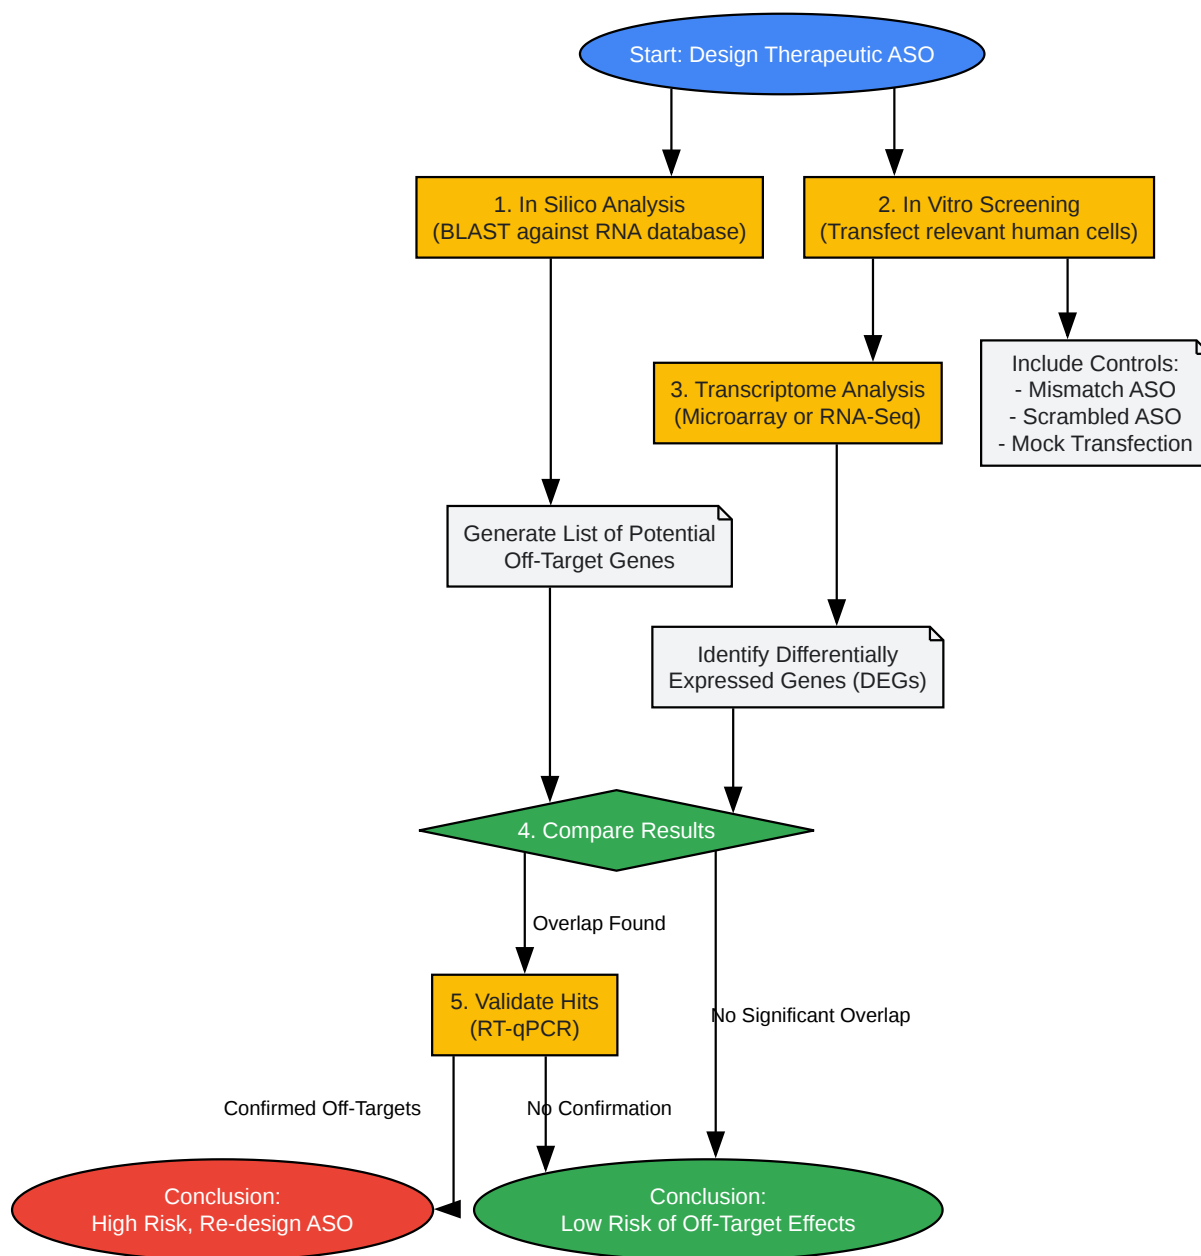 Start: Design Therapeutic ASO
1. In Silico Analysis
(BLAST against RNA database)
2. In Vitro Screening
(Transfect relevant human cells)
Include Controls:
- Mismatch ASO
- Scrambled ASO
- Mock Transfection
3. Transcriptome Analysis
(Microarray or RNA-Seq)
Generate List of Potential
Off-Target Genes
Identify Differentially
Expressed Genes (DEGs)
4. Compare Results
Overlap Found
5. Validate Hits
(RT-qPCR)
No Significant Overlap
Confirmed Off-Targets
No Confirmation
Conclusion:
High Risk, Re-design ASO
Conclusion:
Low Risk of Off-Target Effects